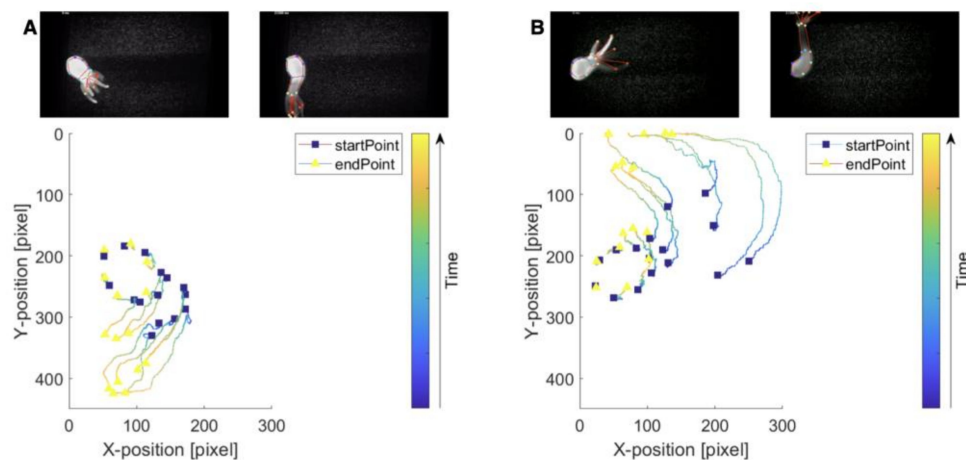 A
B
startPoint
endPoint
0
100
200
300
400
Y-position [pixel]
0
100
200
300
X-position [pixel]
Time
startPoint
endPoint
0
100
200
300
400
Y-position [pixel]
0
100
200
300
X-position [pixel]
Time